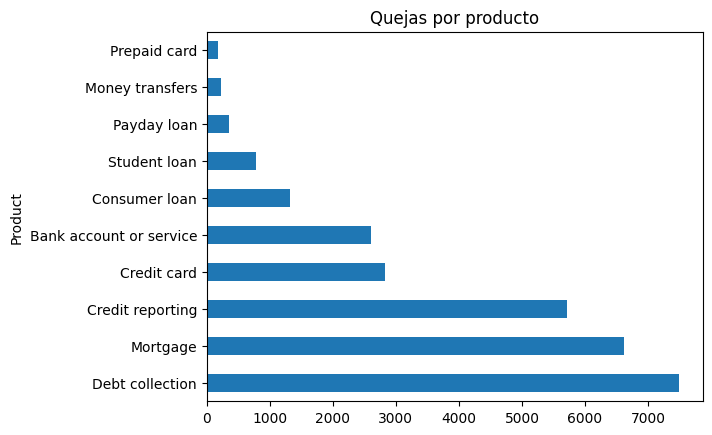 Quejas por producto
Product
Prepaid card
Money transfers
Payday loan
Student loan
Consumer loan
Bank account or service
Credit card
Credit reporting
Mortgage
Debt collection
0 1000 2000 3000 4000 5000 6000 7000